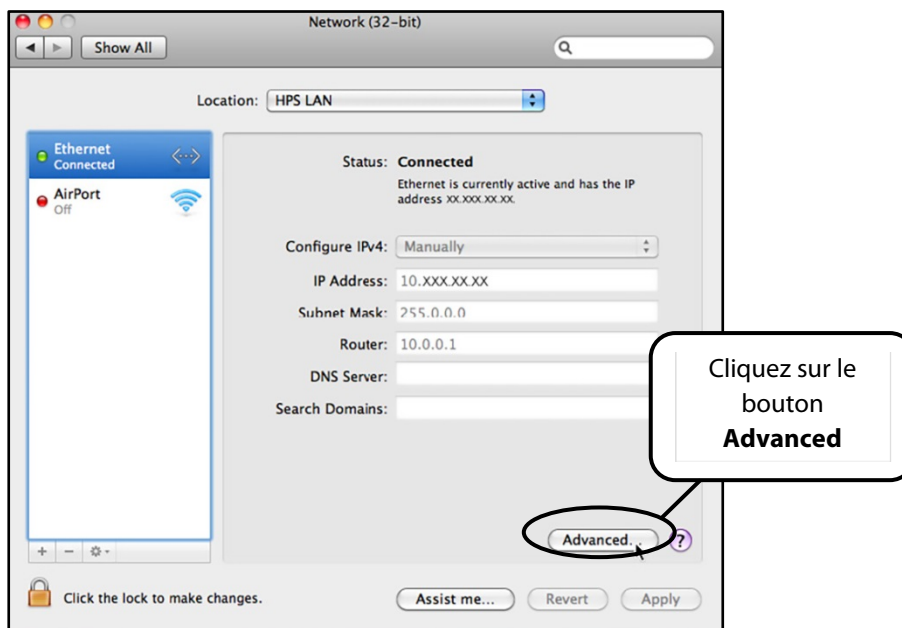 Network (32-bit)
Show All
Location: HPS LAN
Ethernet
Connected
AirPort
Off
Status: Connected
Ethernet is currently active and has the IP
address xx.xxx.xx.xx.
Configure IPv4: Manually
IP Address: 10.XXX.XX.XX
Subnet Mask: 255.0.0.0
Router: 10.0.0.1
DNS Server:
Search Domains:
Cliquez sur le
bouton
Advanced
Advanced...
?
Click the lock to make changes.
Assist me...
Revert
Apply